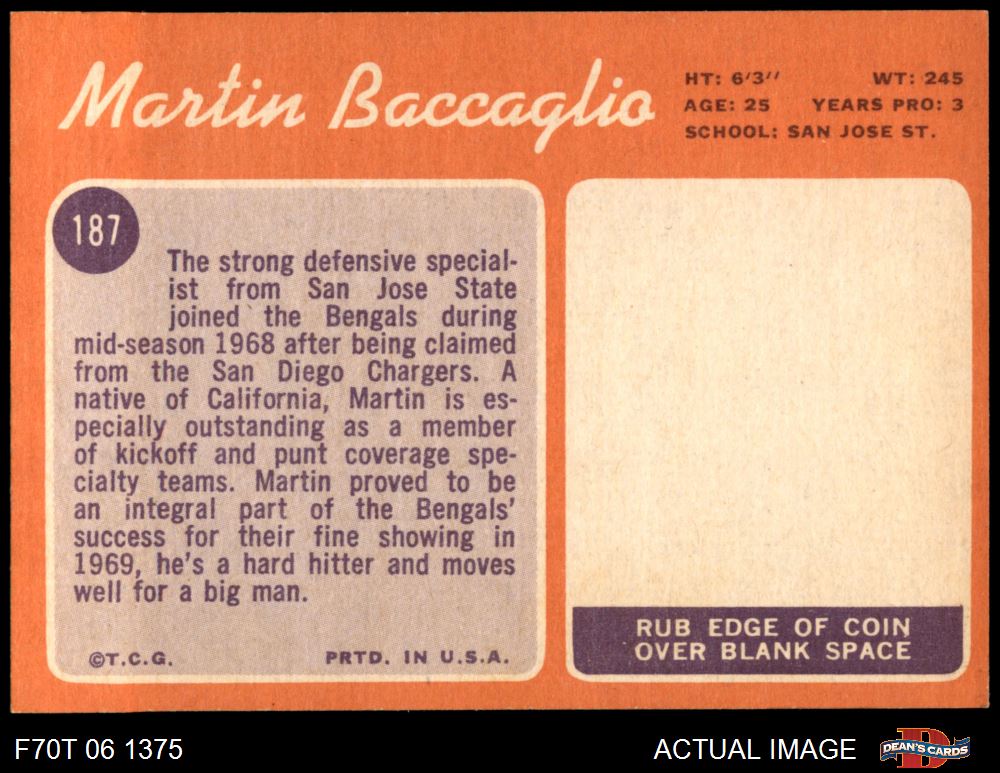 Martin Baccaglio
HT: 6'3'' WT: 245
AGE: 25 YEARS PRO: 3
SCHOOL: SAN JOSE ST.
187
The strong defensive special-
ist from San Jose State
joined the Bengals during
mid-season 1968 after being claimed
from the San Diego Chargers. A
native of California, Martin is es-
pecially outstanding as a member
of kickoff and punt coverage spe-
cialty teams. Martin proved to be
an integral part of the Bengals'
success for their fine showing in
1969, he's a hard hitter and moves
well for a big man.
©T.C.G. PRTD. IN U.S.A.
RUB EDGE OF COIN
OVER BLANK SPACE
F70T 06 1375
ACTUAL IMAGE
D
DEAN'S CARDS